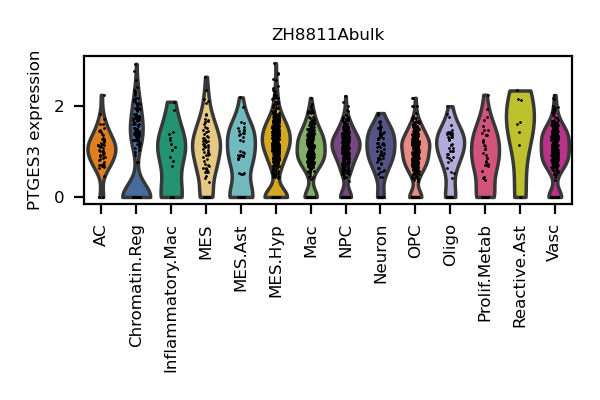 ZH8811Abulk
PTGES3 expression
2
0
AC
Chromatin.Reg
Inflammatory.Mac
MES
MES.Ast
MES.Hyp
Mac
NPC
Neuron
OPC
Oligo
Prolif.Metab
Reactive.Ast
Vasc